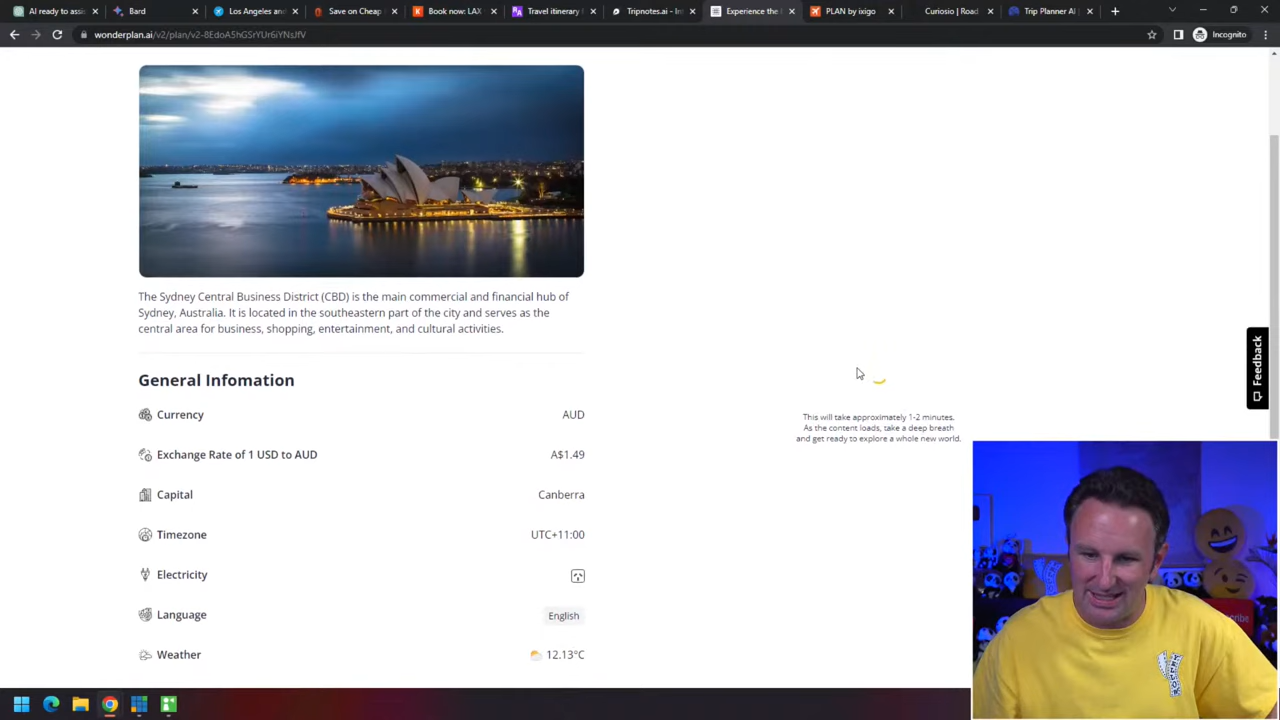 AI ready to assis
Bard
Los Angeles and
Save on Cheap
Book now: LAX
Travel itinerary
Tripnotes.ai - In
Experience the
PLAN by ixigo
Curiosio | Road
Trip Planner AI
Incognito
wonderplan.ai/v2/plan/v2-8EdoA5hGSrYUr6iYNsJfV
The Sydney Central Business District (CBD) is the main commercial and financial hub of
Sydney, Australia. It is located in the southeastern part of the city and serves as the
central area for business, shopping, entertainment, and cultural activities.
General Infomation
Currency AUD
Exchange Rate of 1 USD to AUD A$1.49
Capital Canberra
Timezone UTC+11:00
Electricity
Language English
Weather 12.13°C
This will take approximately 1-2 minutes.
As the content loads, take a deep breath
and get ready to explore a whole new world.
Feedback